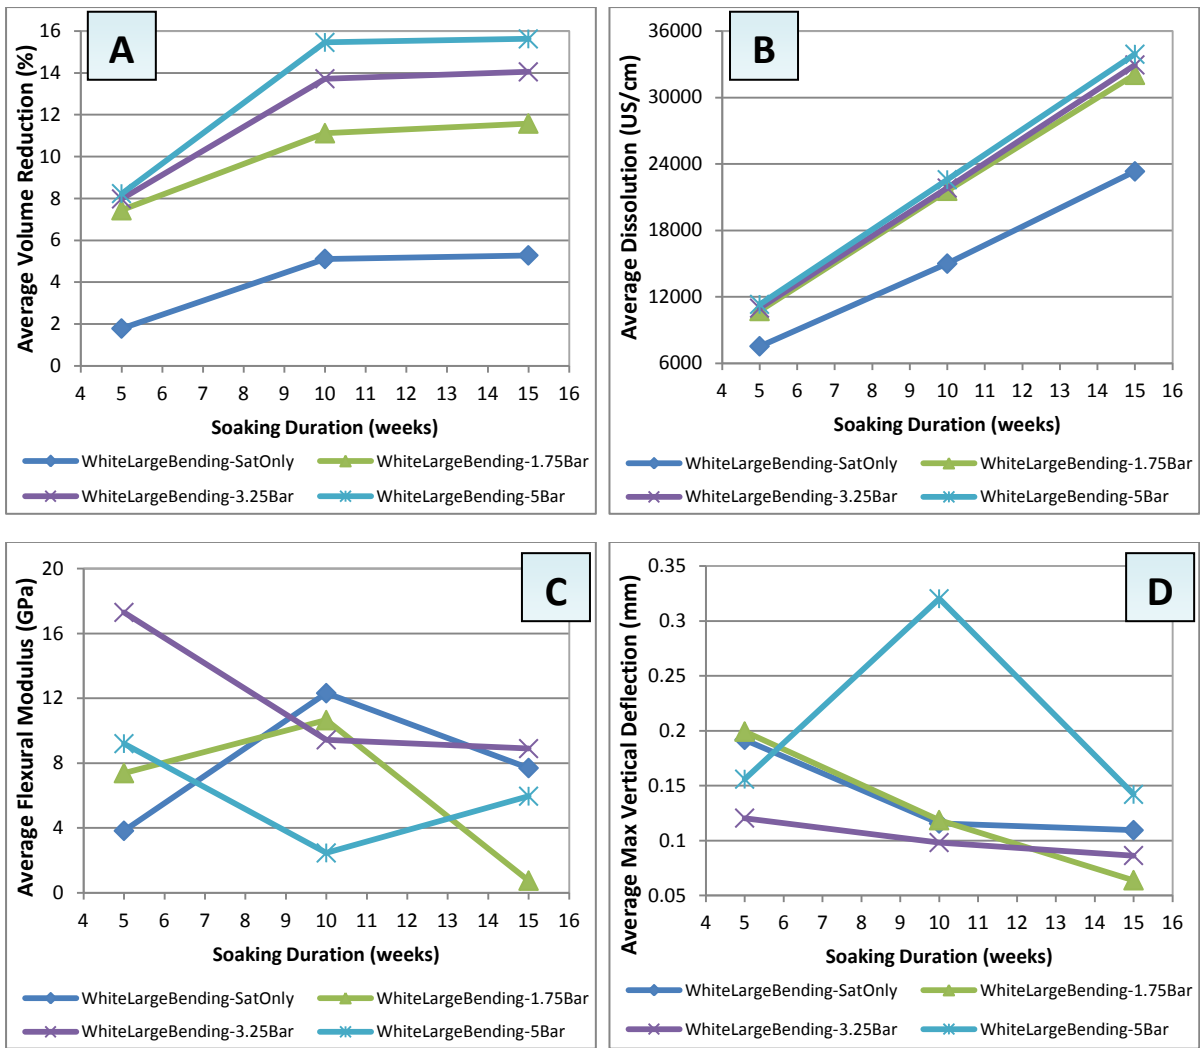 A
Average Volume Reduction (%)
16
14
12
10
8
6
4
2
0
4 5 6 7 8 9 10 11 12 13 14 15 16
Soaking Duration (weeks)
WhiteLargeBending-SatOnly WhiteLargeBending-1.75Bar
WhiteLargeBending-3.25Bar WhiteLargeBending-5Bar
B
Average Dissolution (US/cm)
36000
30000
24000
18000
12000
6000
4 5 6 7 8 9 10 11 12 13 14 15 16
Soaking Duration (weeks)
WhiteLargeBending-SatOnly WhiteLargeBending-1.75Bar
WhiteLargeBending-3.25Bar WhiteLargeBending-5Bar
C
Average Flexural Modulus (GPa)
20
16
12
8
4
0
4 5 6 7 8 9 10 11 12 13 14 15 16
Soaking Duration (weeks)
WhiteLargeBending-SatOnly WhiteLargeBending-1.75Bar
WhiteLargeBending-3.25Bar WhiteLargeBending-5Bar
D
Average Max Vertical Deflection (mm)
0.35
0.3
0.25
0.2
0.15
0.1
0.05
4 5 6 7 8 9 10 11 12 13 14 15 16
Soaking Duration (weeks)
WhiteLargeBending-SatOnly WhiteLargeBending-1.75Bar
WhiteLargeBending-3.25Bar WhiteLargeBending-5Bar